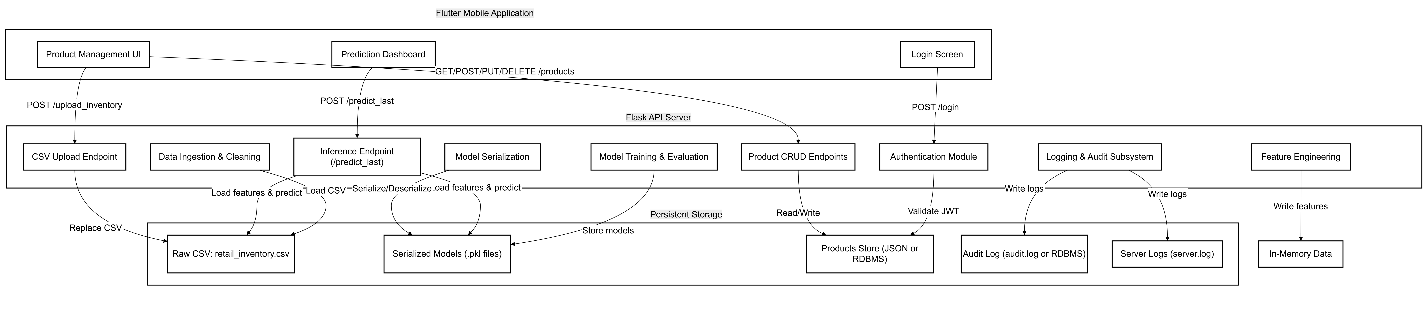 Flutter Mobile Application
Product Management UI
Prediction Dashboard
Login Screen
GET/POST/PUT/DELETE /products
POST /upload_inventory
POST /predict_last
POST /login
Flask API Server
CSV Upload Endpoint
Data Ingestion & Cleaning
Inference Endpoint
(/predict_last)
Model Serialization
Model Training & Evaluation
Product CRUD Endpoints
Authentication Module
Logging & Audit Subsystem
Feature Engineering
Load features & predict
Load CSV
Serialize/Deserialize
oad features & predict
Write logs
Write logs
Replace CSV
Store models
Persistent Storage
Read/Write
Validate JWT
Write features
Raw CSV: retail_inventory.csv
Serialized Models (.pkl files)
Products Store (JSON or
RDBMS)
Audit Log (audit.log or RDBMS)
Server Logs (server.log)
In-Memory Data